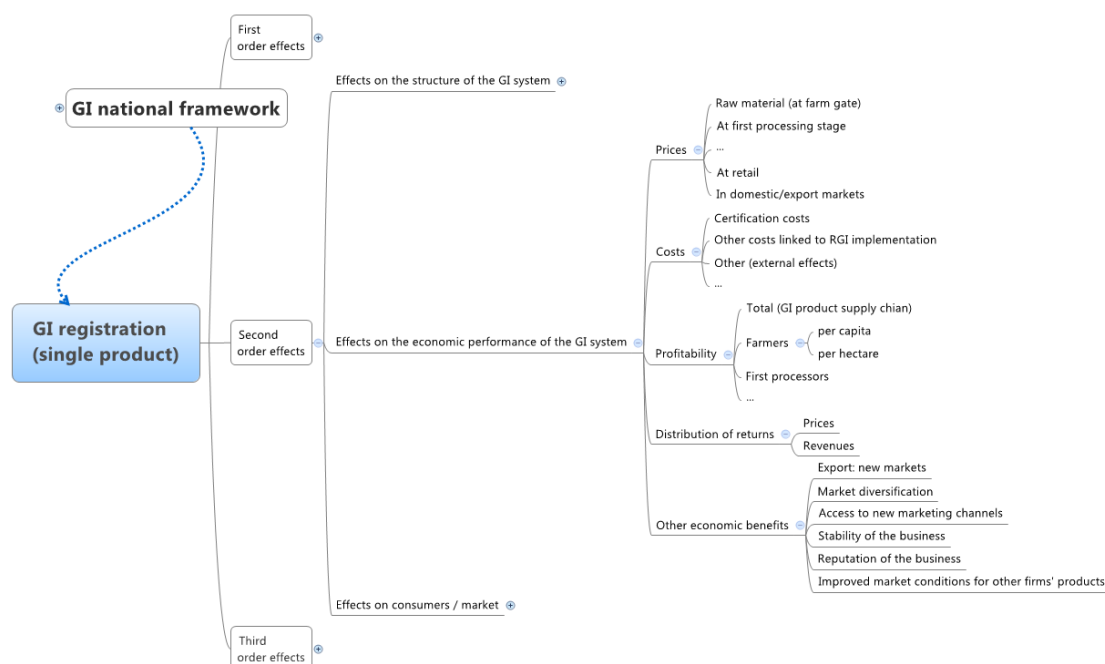 First
order effects
GI national framework
GI registration
(single product)
Second
order effects
Third
order effects
Effects on the structure of the GI system
Effects on the economic performance of the GI system
Effects on consumers / market
Prices
Raw material (at farm gate)
At first processing stage
...
At retail
In domestic/export markets
Costs
Certification costs
Other costs linked to RGI implementation
Other (external effects)
...
Profitability
Total (GI product supply chian)
Farmers
per capita
per hectare
First processors
...
Distribution of returns
Prices
Revenues
Other economic benefits
Export: new markets
Market diversification
Access to new marketing channels
Stability of the business
Reputation of the business
Improved market conditions for other firms' products